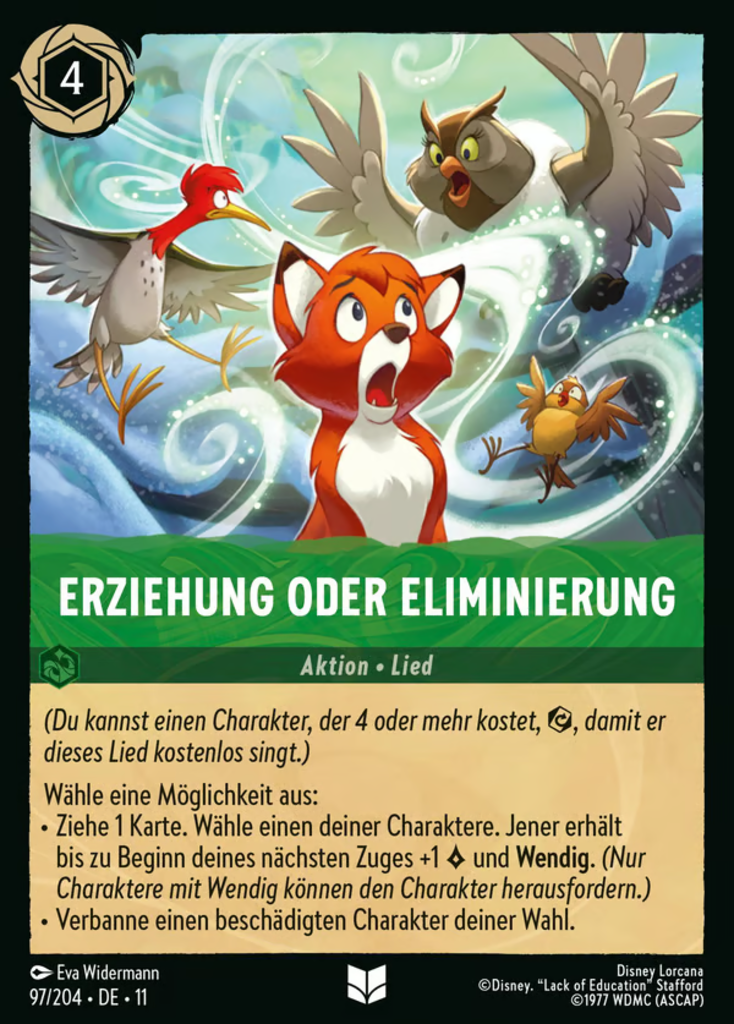 4
ERZIEHUNG ODER ELIMINIERUNG
Aktion • Lied
(Du kannst einen Charakter, der 4 oder mehr kostet, , damit er
dieses Lied kostenlos singt.)
Wähle eine Möglichkeit aus:
• Ziehe 1 Karte. Wähle einen deiner Charaktere. Jener erhält
bis zu Beginn deines nächsten Zuges +1 und Wendig. (Nur
Charaktere mit Wendig können den Charakter herausfordern.)
• Verbanne einen beschädigten Charakter deiner Wahl.
Eva Widermann
97/204 • DE • 11
Disney Lorcana
©Disney. "Lack of Education" Stafford
©1977 WDMC (ASCAP)